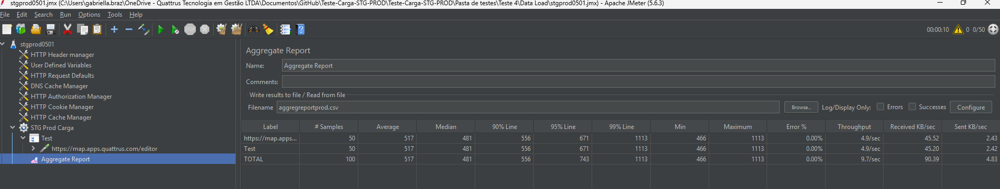 stgprod0501.jmx (C:\Users\gabriella.braz\OneDrive - Quattrus Tecnologia em Gestão LTDA\Documentos\GitHub\Teste-Carga-STG-PROD\Teste-Carga-STG-PROD\Pasta de testes\Teste 4\Data Load\stgprod0501.jmx) - Apache JMeter (5.6.3)
File Edit Search Run Options Tools Help
00:00:10 0 0/50
stgprod0501
HTTP Header manager
User Defined Variables
HTTP Request Defaults
DNS Cache Manager
HTTP Authorization Manager
HTTP Cookie Manager
HTTP Cache Manager
STG Prod Carga
Test
https://map.apps.quattrus.com/editor
Aggregate Report
Aggregate Report
Name: Aggregate Report
Comments:
Write results to file / Read from file
Filename aggregreportprod.csv Browse... Log/Display Only: Errors Successes Configure
Label # Samples Average Median 90% Line 95% Line 99% Line Min Maximum Error % Throughput Received KB/sec Sent KB/sec
https://map.apps... 50 517 481 556 671 1113 466 1113 0.00% 4.9/sec 45.52 2.43
Test 50 517 481 556 671 1113 466 1113 0.00% 4.9/sec 45.20 2.42
TOTAL 100 517 481 556 743 1113 466 1113 0.00% 9.7/sec 90.39 4.83